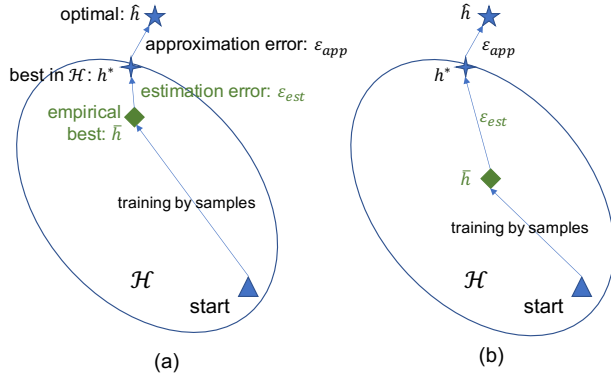 optimal: ĥ
approximation error: ε_app
best in ℋ: h*
estimation error: ε_est
empirical
best: h̄
training by samples
ℋ
start
(a)
ĥ
ε_app
h*
ε_est
h̄
training by samples
ℋ
start
(b)